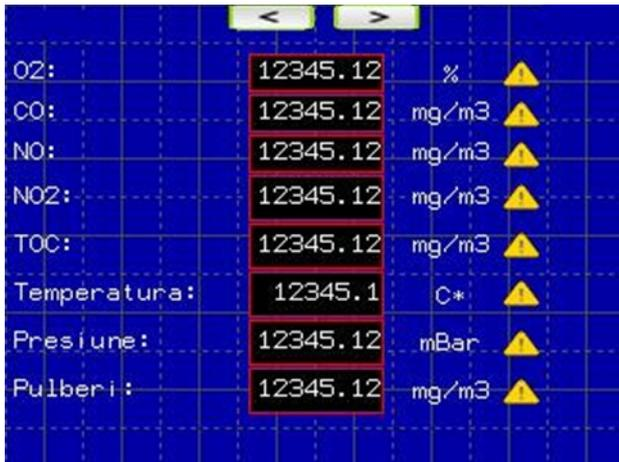 < >
O2: 12345.12 %
CO: 12345.12 mg/m3
NO: 12345.12 mg/m3
NO2: 12345.12 mg/m3
TOC: 12345.12 mg/m3
Temperatura: 12345.1 C*
Presiune: 12345.12 mBar
Pulberi: 12345.12 mg/m3